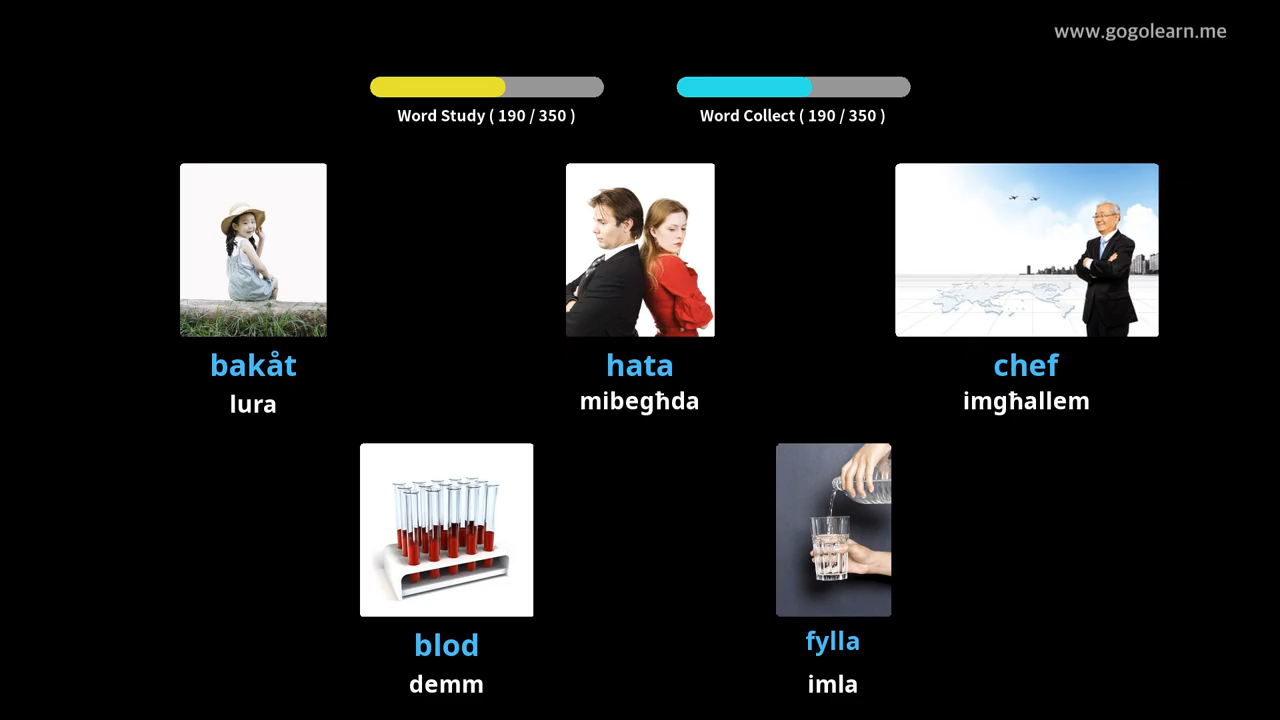 www.gogolearn.me
Word Study ( 190 / 350 )
Word Collect ( 190 / 350 )
bakåt
lura
hata
mibegħda
chef
imgħallem
blod
demm
fylla
imla